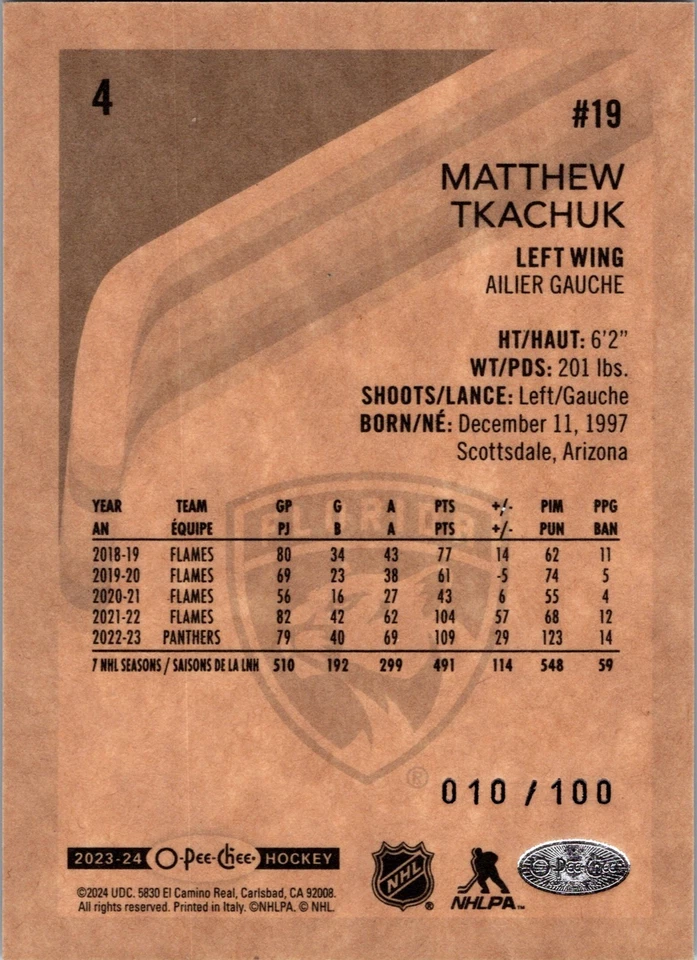 4
#19
MATTHEW
TKACHUK
LEFT WING
AILIER GAUCHE
HT/HAUT: 6'2"
WT/PDS: 201 lbs.
SHOOTS/LANCE: Left/Gauche
BORN/NÉ: December 11, 1997
Scottsdale, Arizona
FLORIDA
YEAR TEAM GP G A PTS +/- PIM PPG
AN ÉQUIPE PJ B A PTS +/- PUN BAN
2018-19 FLAMES 80 34 43 77 14 62 11
2019-20 FLAMES 69 23 38 61 -5 74 5
2020-21 FLAMES 56 16 27 43 6 55 4
2021-22 FLAMES 82 42 62 104 57 68 12
2022-23 PANTHERS 79 40 69 109 29 123 14
7 NHL SEASONS / SAISONS DE LA LNH 510 192 299 491 114 548 59
®
010 / 100
2023-24 O-Pee-Chee HOCKEY
©2024 UDC. 5830 El Camino Real, Carlsbad, CA 92008.
All rights reserved. Printed in Italy. ©NHLPA. © NHL.
NHL ®
NHLPA™
O-Pee-Chee